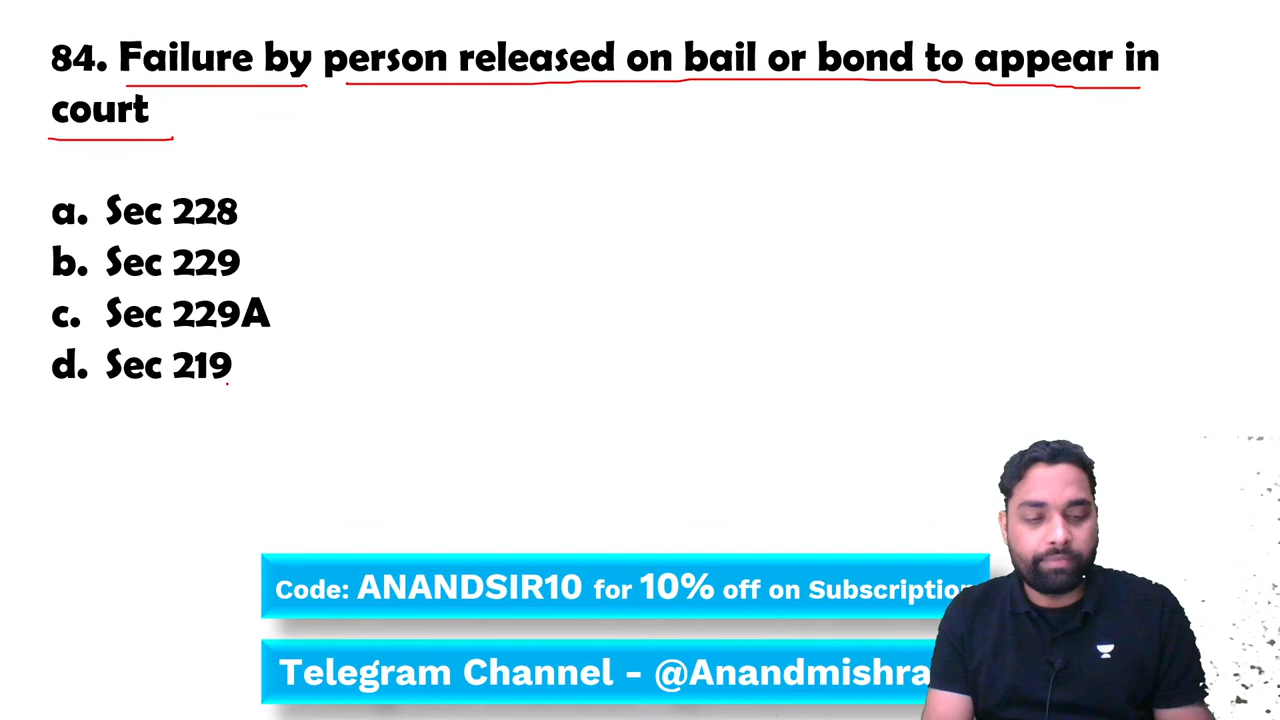 84. Failure by person released on bail or bond to appear in
court
a. Sec 228
b. Sec 229
c. Sec 229A
d. Sec 219
Code: ANANDSIR10 for 10% off on Subscription
Telegram Channel - @Anandmishra